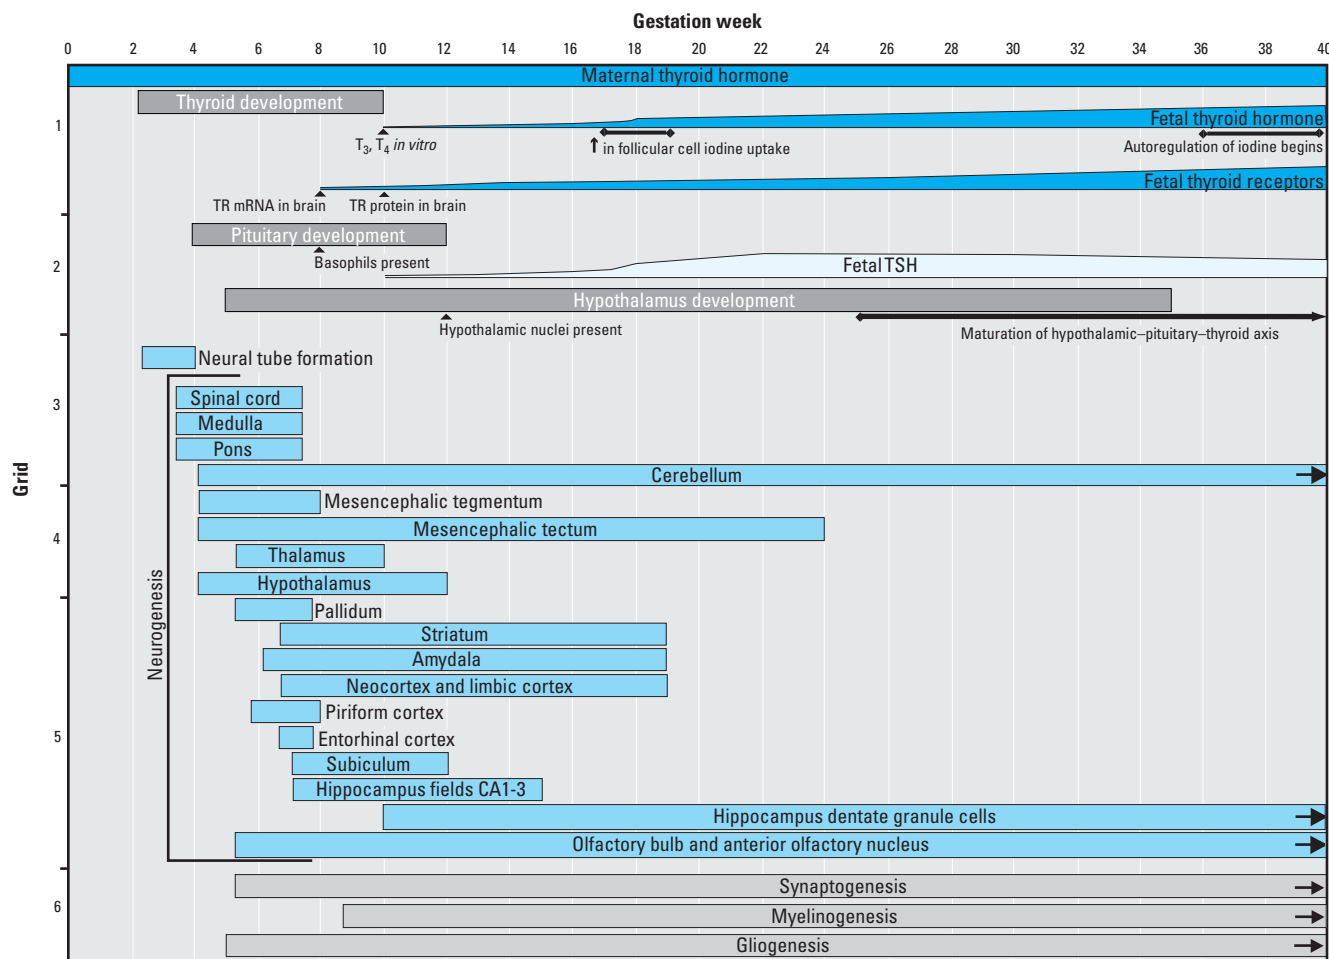 Gestation week
0 2 4 6 8 10 12 14 16 18 20 22 24 26 28 30 32 34 36 38 40
Maternal thyroid hormone
Thyroid development
1
Fetal thyroid hormone
T3, T4 in vitro
↑ in follicular cell iodine uptake
Autoregulation of iodine begins
Fetal thyroid receptors
TR mRNA in brain
TR protein in brain
Pituitary development
Basophils present
2
Fetal TSH
Hypothalamus development
Hypothalamic nuclei present
Maturation of hypothalamic–pituitary–thyroid axis
Neural tube formation
3
Spinal cord
Medulla
Pons
Grid
Cerebellum
Mesencephalic tegmentum
4
Mesencephalic tectum
Thalamus
Hypothalamus
Neurogenesis
Pallidum
Striatum
Amydala
Neocortex and limbic cortex
Piriform cortex
5
Entorhinal cortex
Subiculum
Hippocampus fields CA1-3
Hippocampus dentate granule cells
Olfactory bulb and anterior olfactory nucleus
Synaptogenesis
6
Myelinogenesis
Gliogenesis